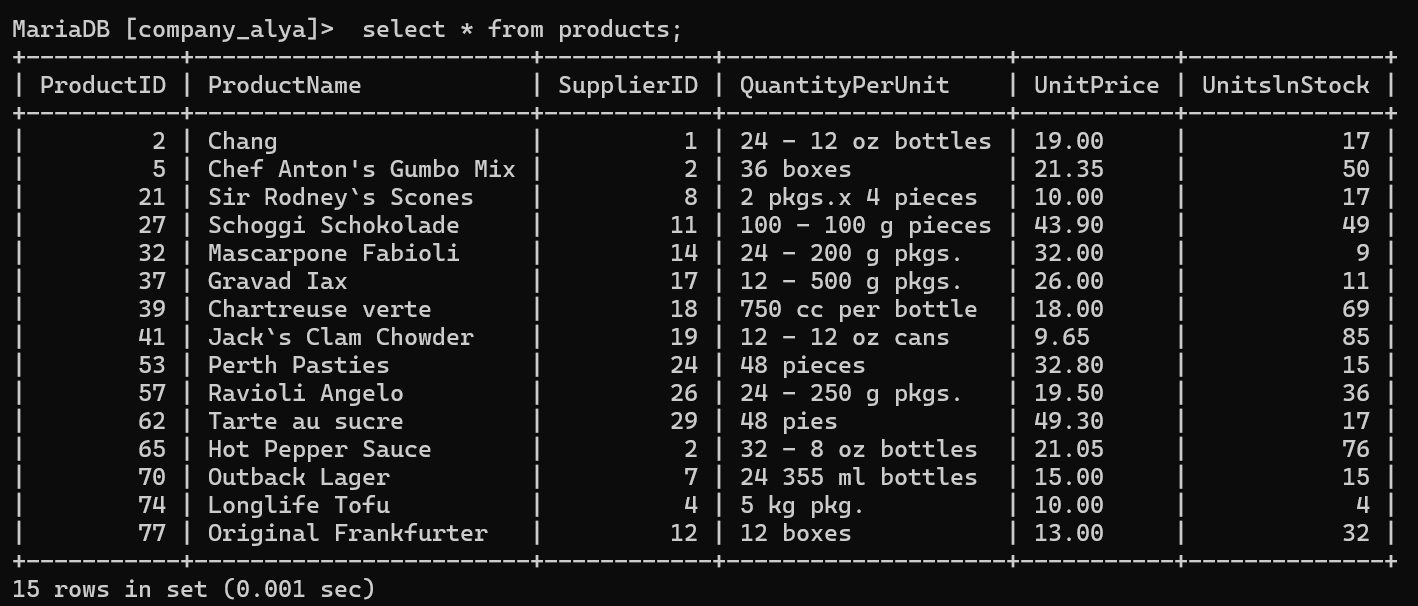 MariaDB [company_alya]>  select * from products;
+-----------+------------------------+------------+--------------------+-----------+--------------+
| ProductID | ProductName            | SupplierID | QuantityPerUnit    | UnitPrice | UnitslnStock |
+-----------+------------------------+------------+--------------------+-----------+--------------+
|         2 | Chang                  |          1 | 24 - 12 oz bottles | 19.00     |           17 |
|         5 | Chef Anton's Gumbo Mix |          2 | 36 boxes           | 21.35     |           50 |
|        21 | Sir Rodney`s Scones    |          8 | 2 pkgs.x 4 pieces  | 10.00     |           17 |
|        27 | Schoggi Schokolade     |         11 | 100 - 100 g pieces | 43.90     |           49 |
|        32 | Mascarpone Fabioli     |         14 | 24 - 200 g pkgs.   | 32.00     |            9 |
|        37 | Gravad Iax             |         17 | 12 - 500 g pkgs.   | 26.00     |           11 |
|        39 | Chartreuse verte       |         18 | 750 cc per bottle  | 18.00     |           69 |
|        41 | Jack`s Clam Chowder    |         19 | 12 - 12 oz cans    | 9.65      |           85 |
|        53 | Perth Pasties          |         24 | 48 pieces          | 32.80     |           15 |
|        57 | Ravioli Angelo         |         26 | 24 - 250 g pkgs.   | 19.50     |           36 |
|        62 | Tarte au sucre         |         29 | 48 pies            | 49.30     |           17 |
|        65 | Hot Pepper Sauce       |          2 | 32 - 8 oz bottles  | 21.05     |           76 |
|        70 | Outback Lager          |          7 | 24 355 ml bottles  | 15.00     |           15 |
|        74 | Longlife Tofu          |          4 | 5 kg pkg.          | 10.00     |            4 |
|        77 | Original Frankfurter   |         12 | 12 boxes           | 13.00     |           32 |
+-----------+------------------------+------------+--------------------+-----------+--------------+
15 rows in set (0.001 sec)